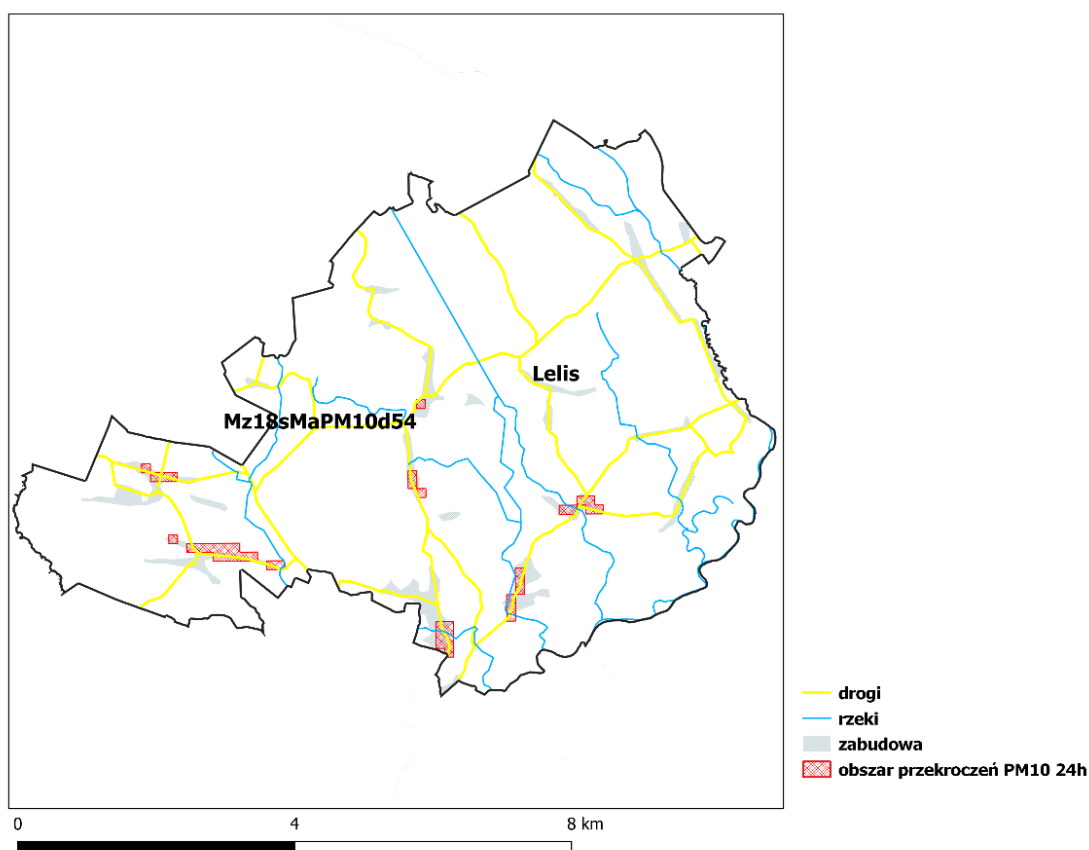 Lelis
Mz18sMaPM10d54
drogi
rzeki
zabudowa
obszar przekroczeń PM10 24h
0 4 8 km